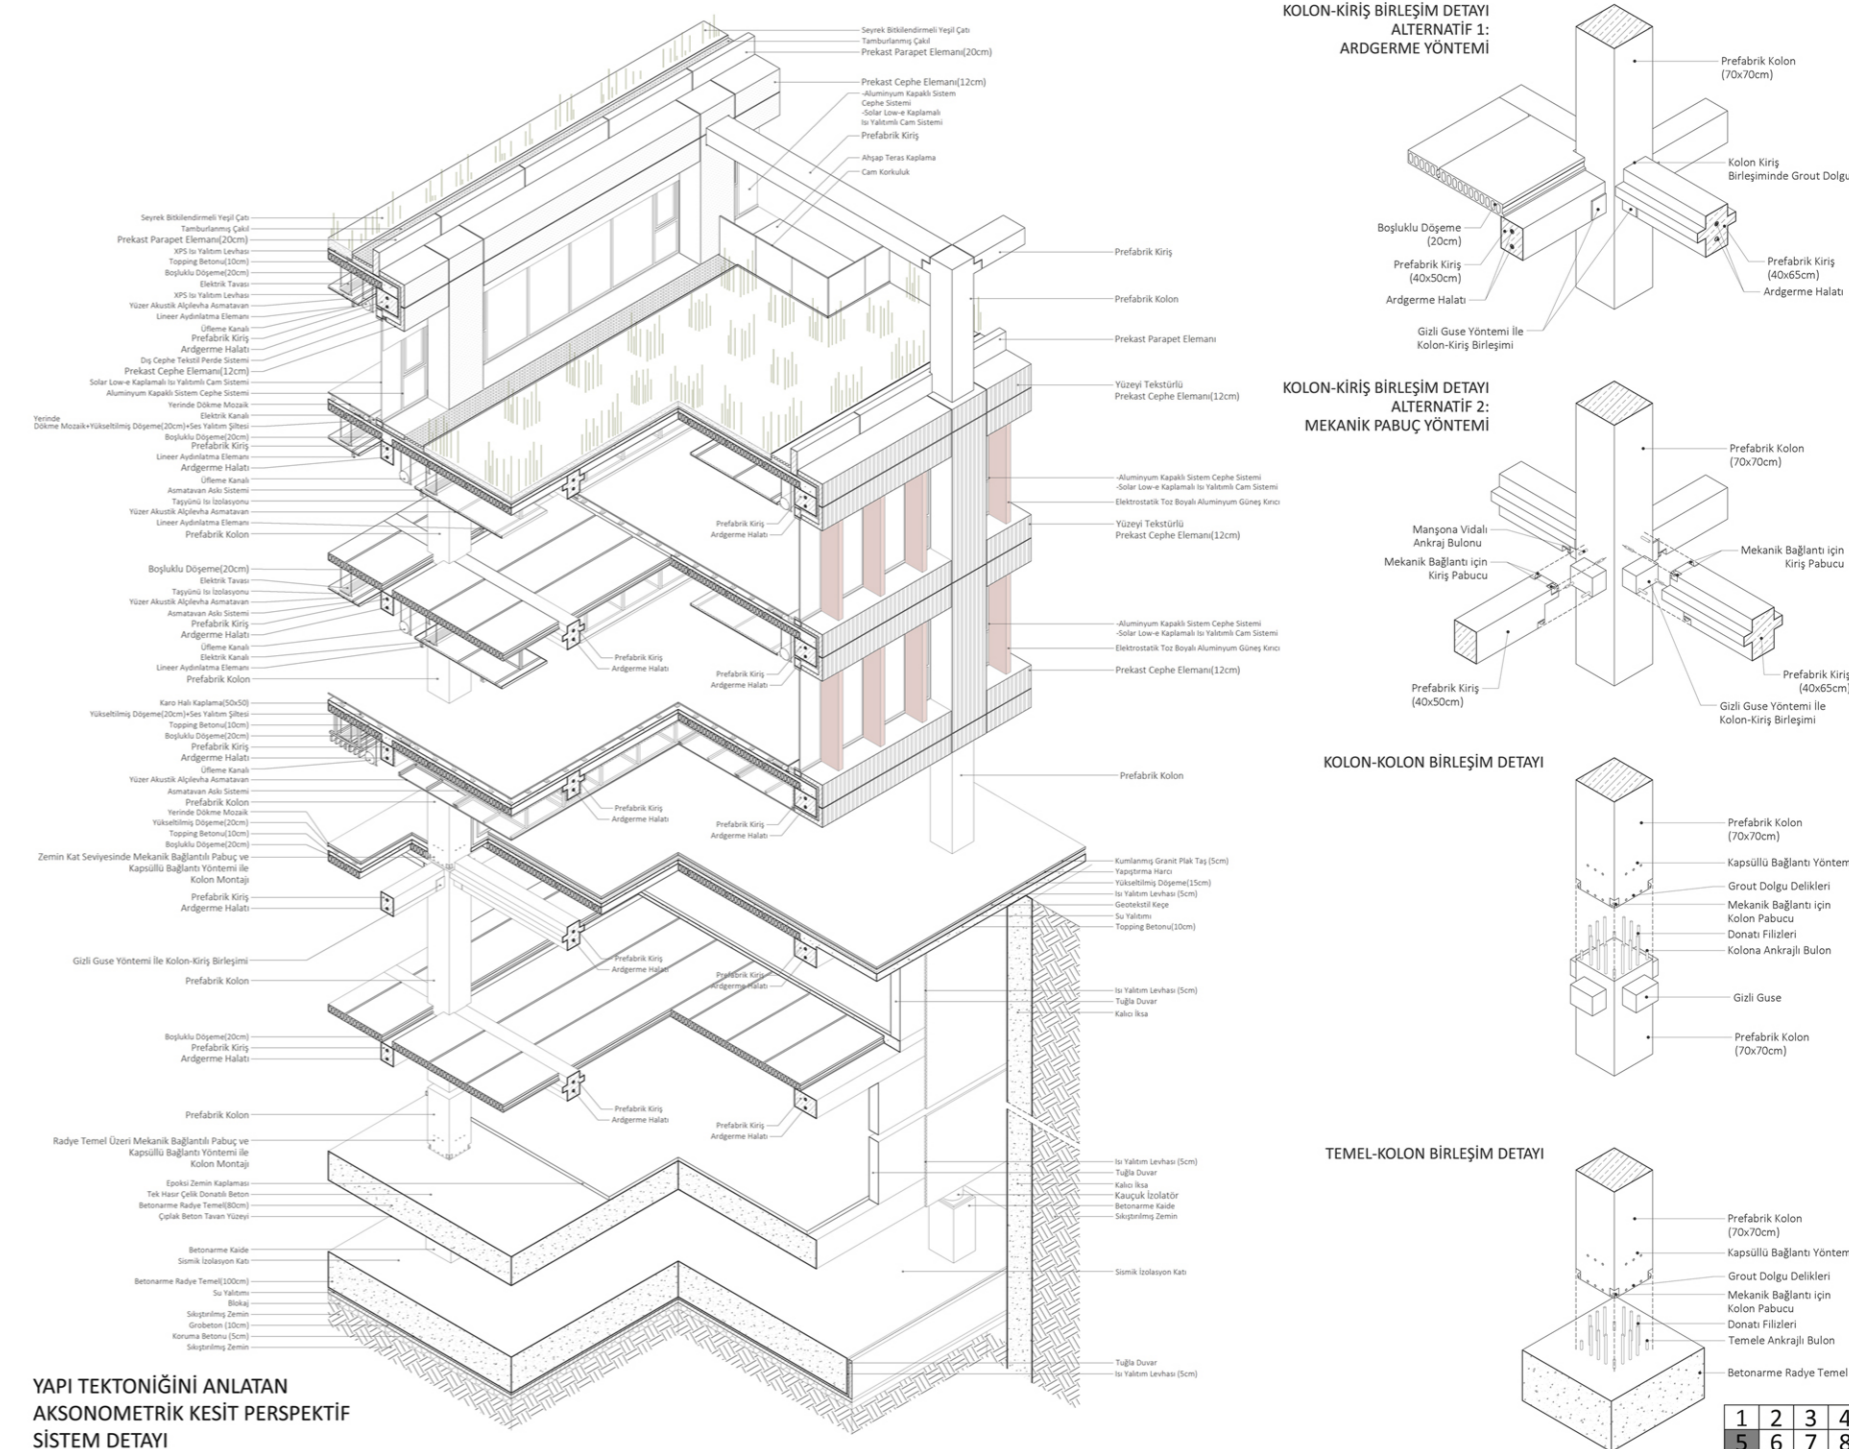 Seyrek Bitkilendirmeli Yeşil Çatı
Tamburlanmış Çakıl
Prekast Parapet Elemanı(20cm)
Prekast Cephe Elemanı(12cm)
-Aluminyum Kapaklı Sistem
Cephe Sistemi
-Solar Low-e Kaplamalı
Isı Yalıtımlı Cam Sistemi
Prefabrik Kiriş
Ahşap Teras Kaplama
Cam Korkuluk
Prefabrik Kiriş
Prefabrik Kolon
Prekast Parapet Elemanı
Yüzeyi Tekstürlü
Prekast Cephe Elemanı(12cm)
-Aluminyum Kapaklı Sistem Cephe Sistemi
-Solar Low-e Kaplamalı Isı Yalıtımlı Cam Sistemi
Elektrostatik Toz Boyalı Aluminyum Güneş Kırıcı
Yüzeyi Tekstürlü
Prekast Cephe Elemanı(12cm)
-Aluminyum Kapaklı Sistem Cephe Sistemi
-Solar Low-e Kaplamalı Isı Yalıtımlı Cam Sistemi
Elektrostatik Toz Boyalı Aluminyum Güneş Kırıcı
Prekast Cephe Elemanı(12cm)
Prefabrik Kolon
Kumlanmış Granit Plak Taş (5cm)
Yapıştırma Harcı
Yükseltilmiş Döşeme(15cm)
Isı Yalıtım Levhası (5cm)
Geotekstil Keçe
Su Yalıtımı
Topping Betonu(10cm)
Isı Yalıtım Levhası (5cm)
Tuğla Duvar
Kalıcı İksa
Isı Yalıtım Levhası (5cm)
Tuğla Duvar
Kalıcı İksa
Kauçuk İzolatör
Betonarme Kaide
Sıkıştırılmış Zemin
Sismik İzolasyon Katı
Tuğla Duvar
Isı Yalıtım Levhası (5cm)
Seyrek Bitkilendirmeli Yeşil Çatı
Tamburlanmış Çakıl
Prekast Parapet Elemanı(20cm)
XPS Isı Yalıtım Levhası
Topping Betonu(10cm)
Boşluklu Döşeme(20cm)
Elektrik Tavası
XPS Isı Yalıtım Levhası
Yüzer Akustik Alçılevha Asmatavan
Lineer Aydınlatma Elemanı
Üfleme Kanalı
Prefabrik Kiriş
Ardgerme Halatı
Dış Cephe Tekstil Perde Sistemi
Prekast Cephe Elemanı(12cm)
Solar Low-e Kaplamalı Isı Yalıtımlı Cam Sistemi
Aluminyum Kapaklı Sistem Cephe Sistemi
Yerinde Dökme Mozaik
Elektrik Kanalı
Yerinde
Dökme Mozaik+Yükseltilmiş Döşeme(20cm)+Ses Yalıtım Şiltesi
Boşluklu Döşeme(20cm)
Prefabrik Kiriş
Lineer Aydınlatma Elemanı
Ardgerme Halatı
Üfleme Kanalı
Asmatavan Askı Sistemi
Taşyünü Isı İzolasyonu
Yüzer Akustik Alçılevha Asmatavan
Lineer Aydınlatma Elemanı
Prefabrik Kolon
Boşluklu Döşeme(20cm)
Elektrik Tavası
Taşyünü Isı İzolasyonu
Yüzer Akustik Alçılevha Asmatavan
Asmatavan Askı Sistemi
Prefabrik Kiriş
Ardgerme Halatı
Üfleme Kanalı
Elektrik Kanalı
Lineer Aydınlatma Elemanı
Prefabrik Kolon
Karo Halı Kaplama(50x50)
Yükseltilmiş Döşeme(20cm)+Ses Yalıtım Şiltesi
Topping Betonu(10cm)
Boşluklu Döşeme(20cm)
Prefabrik Kiriş
Ardgerme Halatı
Üfleme Kanalı
Yüzer Akustik Alçılevha Asmatavan
Asmatavan Askı Sistemi
Prefabrik Kolon
Yerinde Dökme Mozaik
Yükseltilmiş Döşeme(20cm)
Topping Betonu(10cm)
Boşluklu Döşeme(20cm)
Zemin Kat Seviyesinde Mekanik Bağlantılı Pabuç ve
Kapsüllü Bağlantı Yöntemi ile
Kolon Montajı
Prefabrik Kiriş
Ardgerme Halatı
Gizli Guse Yöntemi İle Kolon-Kiriş Birleşimi
Prefabrik Kolon
Boşluklu Döşeme(20cm)
Prefabrik Kiriş
Ardgerme Halatı
Prefabrik Kolon
Radye Temel Üzeri Mekanik Bağlantılı Pabuç ve
Kapsüllü Bağlantı Yöntemi ile
Kolon Montajı
Epoksi Zemin Kaplaması
Tek Hasır Çelik Donatılı Beton
Betonarme Radye Temel(80cm)
Çıplak Beton Tavan Yüzeyi
Betonarme Kaide
Sismik İzolasyon Katı
Betonarme Radye Temel(100cm)
Su Yalıtımı
Blokaj
Sıkıştırılmış Zemin
Grobeton (10cm)
Koruma Betonu (5cm)
Sıkıştırılmış Zemin
Prefabrik Kiriş
Ardgerme Halatı
Prefabrik Kiriş
Ardgerme Halatı
Prefabrik Kiriş
Ardgerme Halatı
Prefabrik Kiriş
Ardgerme Halatı
Prefabrik Kiriş
Ardgerme Halatı
Prefabrik Kiriş
Ardgerme Halatı
Prefabrik Kiriş
Ardgerme Halatı
Prefabrik Kiriş
Ardgerme Halatı
Prefabrik Kiriş
Ardgerme Halatı
YAPI TEKTONİĞİNİ ANLATAN
AKSONOMETRİK KESİT PERSPEKTİF
SİSTEM DETAYI
KOLON-KİRİŞ BİRLEŞİM DETAYI
ALTERNATİF 1:
ARDGERME YÖNTEMİ
Prefabrik Kolon
(70x70cm)
Kolon Kiriş
Birleşiminde Grout Dolgu
Boşluklu Döşeme
(20cm)
Prefabrik Kiriş
(40x50cm)
Ardgerme Halatı
Prefabrik Kiriş
(40x65cm)
Ardgerme Halatı
Gizli Guse Yöntemi İle
Kolon-Kiriş Birleşimi
KOLON-KİRİŞ BİRLEŞİM DETAYI
ALTERNATİF 2:
MEKANİK PABUÇ YÖNTEMİ
Prefabrik Kolon
(70x70cm)
Manşona Vidalı
Ankraj Bulonu
Mekanik Bağlantı için
Kiriş Pabucu
Mekanik Bağlantı için
Kiriş Pabucu
Prefabrik Kiriş
(40x50cm)
Prefabrik Kiriş
(40x65cm)
Gizli Guse Yöntemi İle
Kolon-Kiriş Birleşimi
KOLON-KOLON BİRLEŞİM DETAYI
Prefabrik Kolon
(70x70cm)
Kapsüllü Bağlantı Yöntem
Grout Dolgu Delikleri
Mekanik Bağlantı için
Kolon Pabucu
Donatı Filizleri
Kolona Ankrajlı Bulon
Gizli Guse
Prefabrik Kolon
(70x70cm)
TEMEL-KOLON BİRLEŞİM DETAYI
Prefabrik Kolon
(70x70cm)
Kapsüllü Bağlantı Yöntem
Grout Dolgu Delikleri
Mekanik Bağlantı için
Kolon Pabucu
Donatı Filizleri
Temele Ankrajlı Bulon
Betonarme Radye Temel
1 2 3 4
5 6 7 8